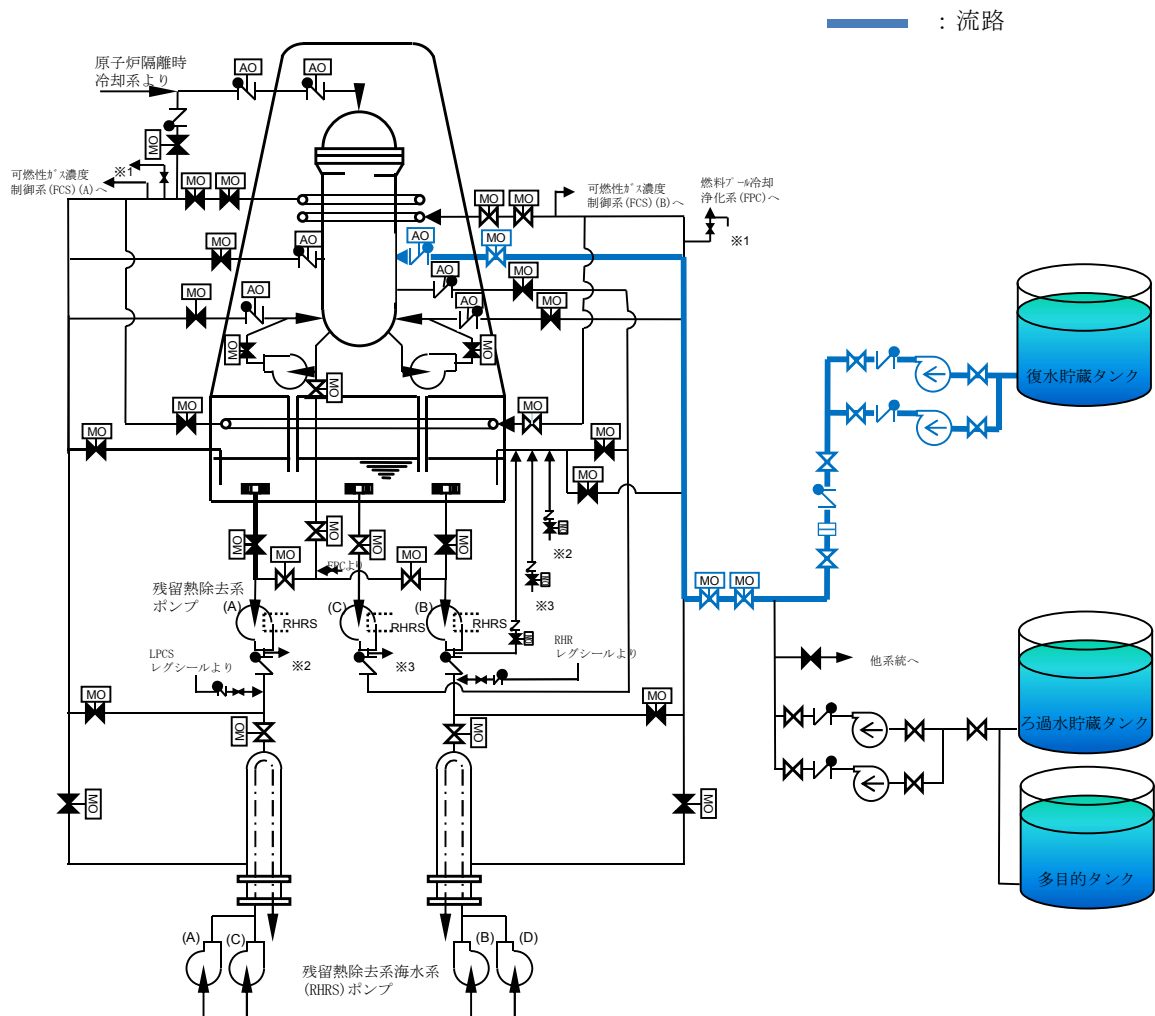 ：流路
原子炉隔離時
冷却系より
AO
AO
MO
可燃性ｶﾞｽ濃度
制御系(FCS)(A)へ
※1
MO
MO
MO
MO
可燃性ｶﾞｽ濃度
制御系(FCS)(B)へ
燃料ﾌﾟｰﾙ冷却
浄化系(FPC)へ
※1
MO
AO
AO
MO
AO
MO
MO
AO
AO
MO
MO
MO
MO
復水貯蔵タンク
MO
MO
MO
MO
MO
MO
MO
MO
MO
MO
※2
MO
MO
FPCより
※3
MO
MO
残留熱除去系
ポンプ
(A)
(C)
(B)
RHRS
RHRS
RHRS
LPCS
レグシールより
※2
※3
RHR
レグシールより
他系統へ
MO
MO
MO
MO
ろ過水貯蔵タンク
MO
MO
多目的タンク
(A)
(C)
(B)
(D)
残留熱除去系海水系
(RHRS)ポンプ